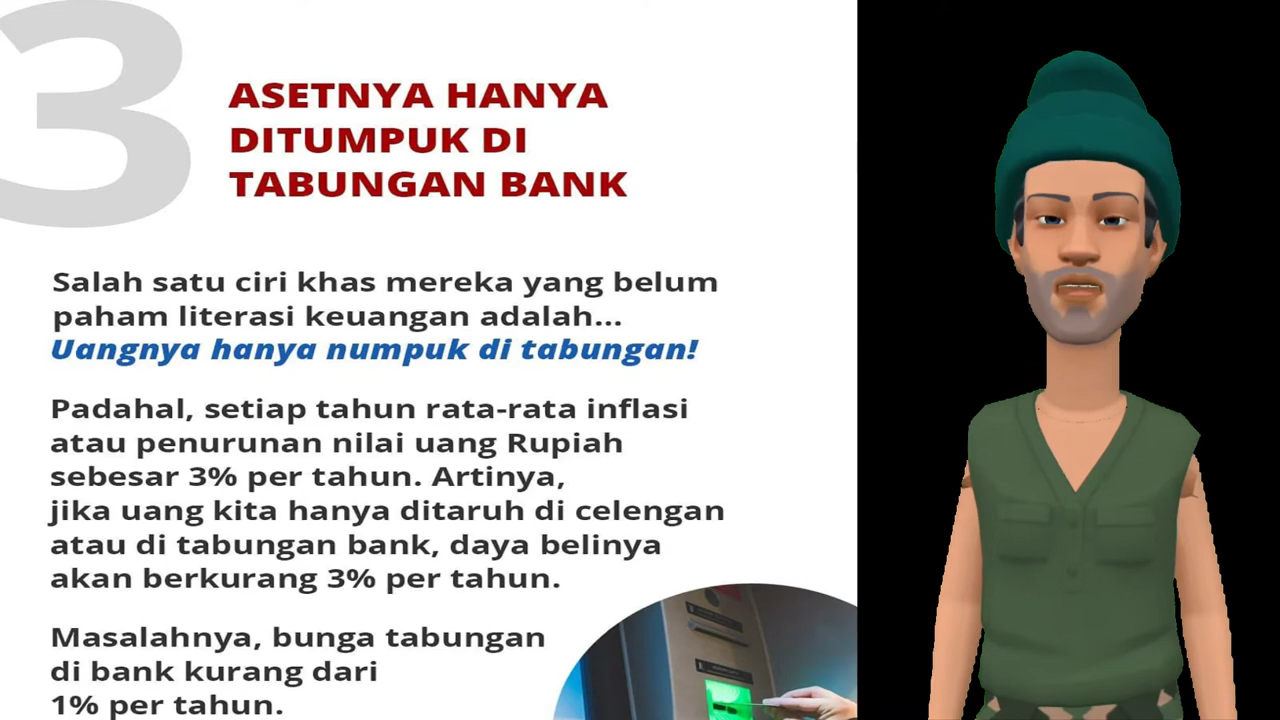 3
ASETNYA HANYA
DITUMPUK DI
TABUNGAN BANK
Salah satu ciri khas mereka yang belum
paham literasi keuangan adalah...
Uangnya hanya numpuk di tabungan!
Padahal, setiap tahun rata-rata inflasi
atau penurunan nilai uang Rupiah
sebesar 3% per tahun. Artinya,
jika uang kita hanya ditaruh di celengan
atau di tabungan bank, daya belinya
akan berkurang 3% per tahun.
Masalahnya, bunga tabungan
di bank kurang dari
1% per tahun.